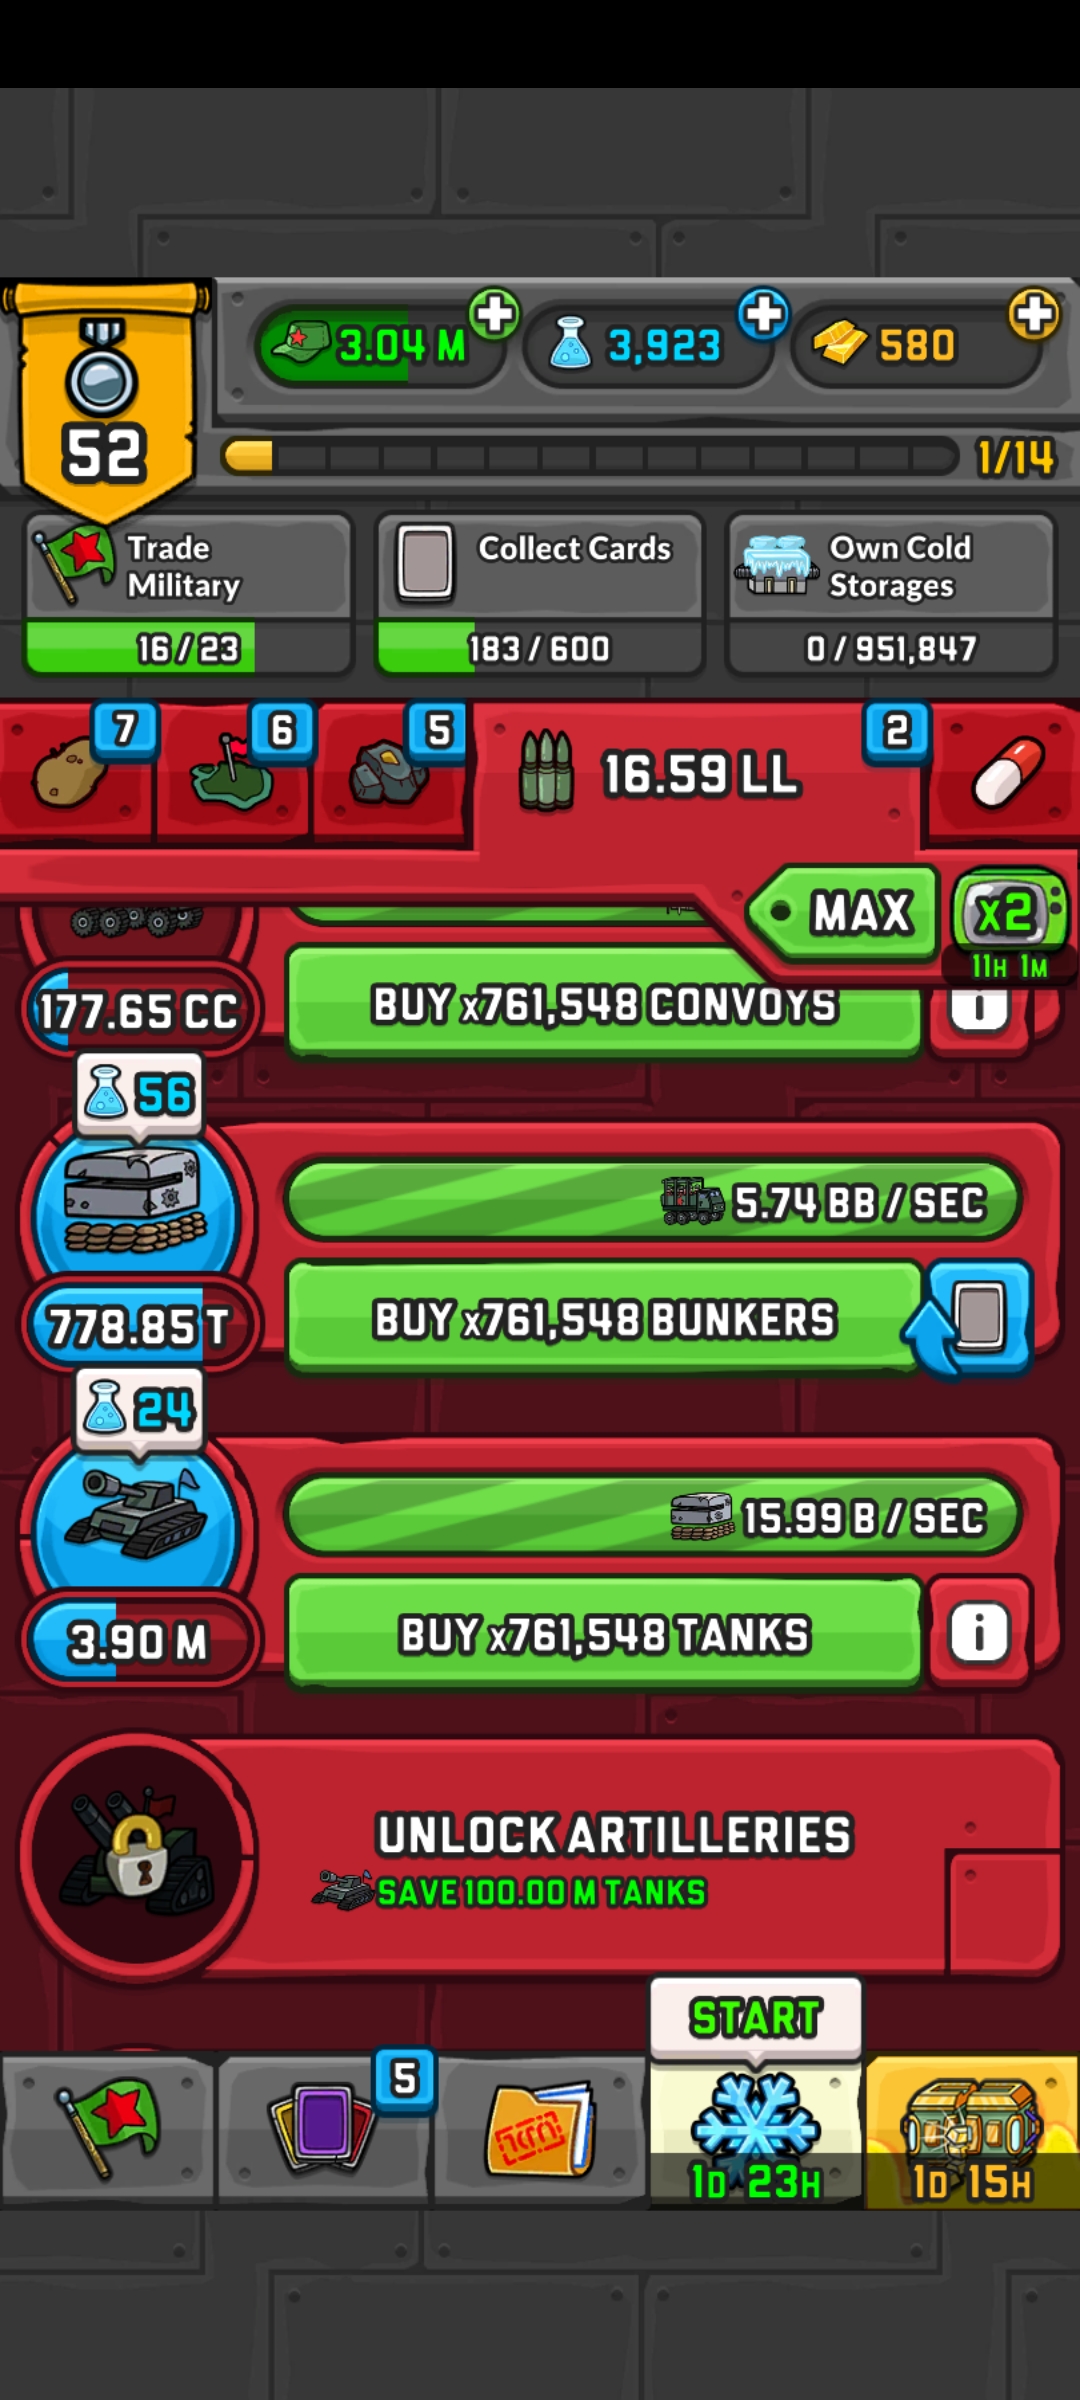 3.04 M
3,923
580
52
1/14
Trade
Military
16/23
Collect Cards
183/600
Own Cold
Storages
0/951,847
7
6
5
16.59 LL
2
MAX
x2
11H 1M
177.65 CC
BUY x761,548 CONVOYS
i
56
5.74 BB / SEC
778.85 T
BUY x761,548 BUNKERS
24
15.99 B / SEC
3.90 M
BUY x761,548 TANKS
i
UNLOCK ARTILLERIES
SAVE 100.00 M TANKS
START
5
1D 23H
1D 15H